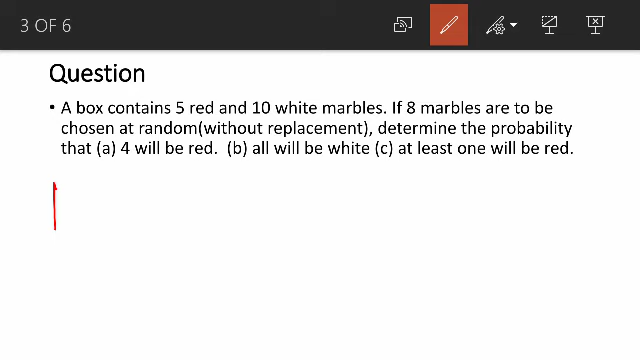 3 OF 6
Question
• A box contains 5 red and 10 white marbles. If 8 marbles are to be
chosen at random(without replacement), determine the probability
that (a) 4 will be red.  (b) all will be white (c) at least one will be red.